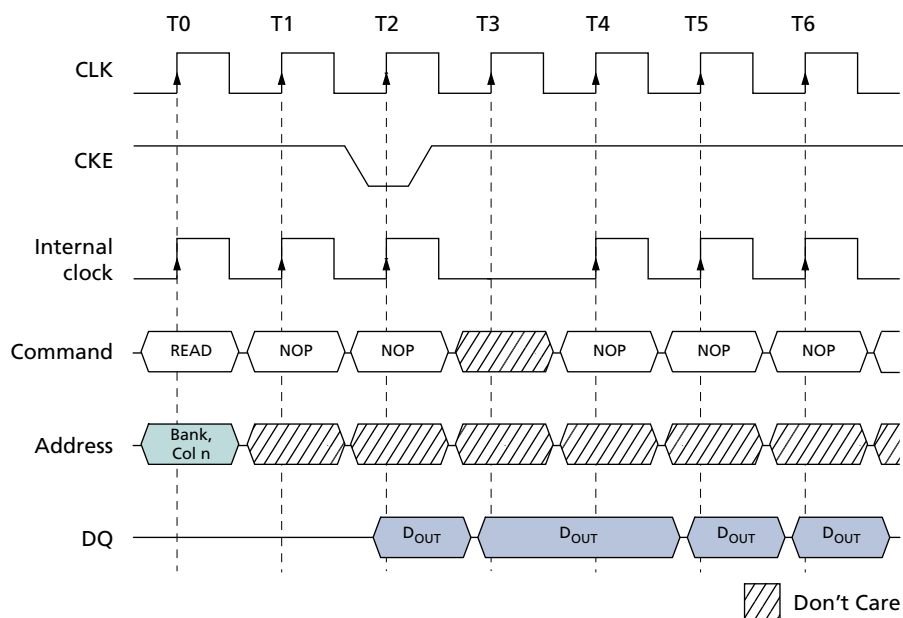 T0 T1 T2 T3 T4 T5 T6
CLK
CKE
Internal
clock
Command READ NOP NOP NOP NOP NOP
Address Bank,
Col n
DQ DOUT DOUT DOUT DOUT
Don't Care